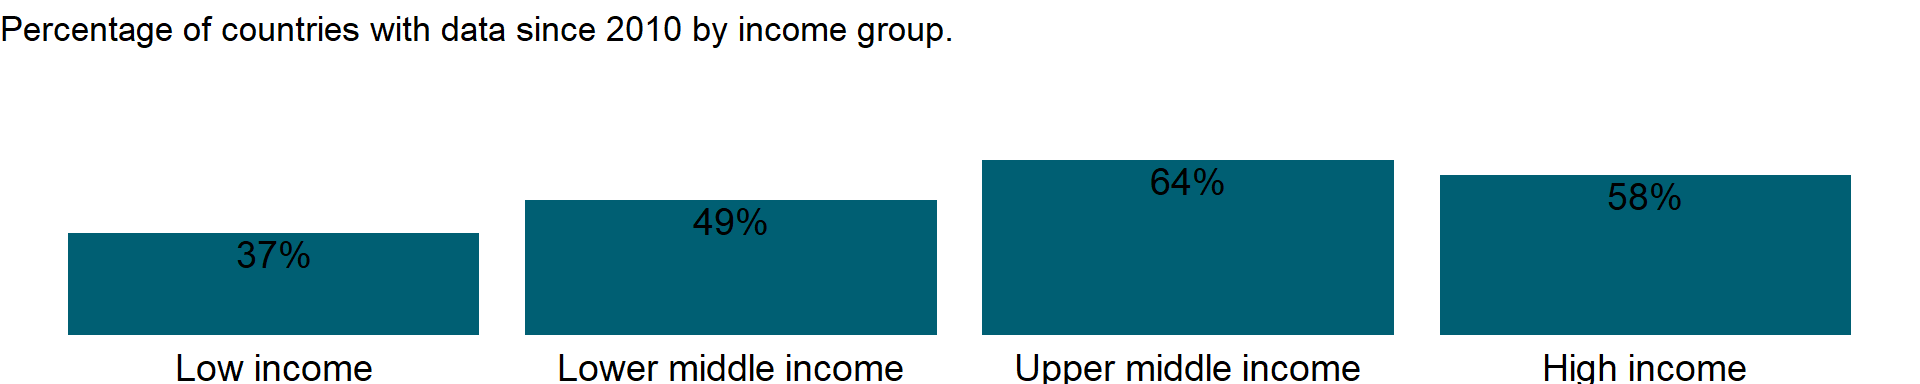 Percentage of countries with data since 2010 by income group.
37%
49%
64%
58%
Low income
Lower middle income
Upper middle income
High income